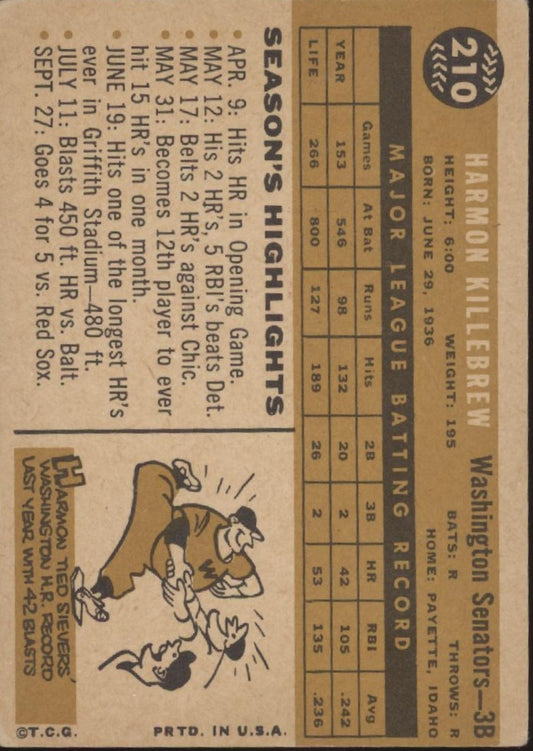 210
HARMON KILLEBREW Washington Senators—3B
HEIGHT: 6:00 WEIGHT: 195 BATS: R THROWS: R
BORN: JUNE 29, 1936 HOME: PAYETTE, IDAHO
MAJOR LEAGUE BATTING RECORD
Games At Bat Runs Hits 2B 3B HR RBI Avg
YEAR 153 546 98 132 20 2 42 105 .242
LIFE 266 800 127 189 26 2 53 135 .236
SEASON'S HIGHLIGHTS
• APR. 9: Hits HR in Opening Game.
• MAY 12: His 2 HR's, 5 RBI's beats Det.
• MAY 17: Belts 2 HR's against Chic.
• MAY 31: Becomes 12th player to ever
hit 15 HR's in one month.
• JUNE 19: Hits one of the longest HR's
ever in Griffith Stadium—480 ft.
• JULY 11: Blasts 450 ft. HR vs. Balt.
• SEPT. 27: Goes 4 for 5 vs. Red Sox.
W
HARMON TIED SIEVERS'
WASHINGTON H.R. RECORD
LAST YEAR WITH 42 BLASTS
©T.C.G. PRTD. IN U.S.A.